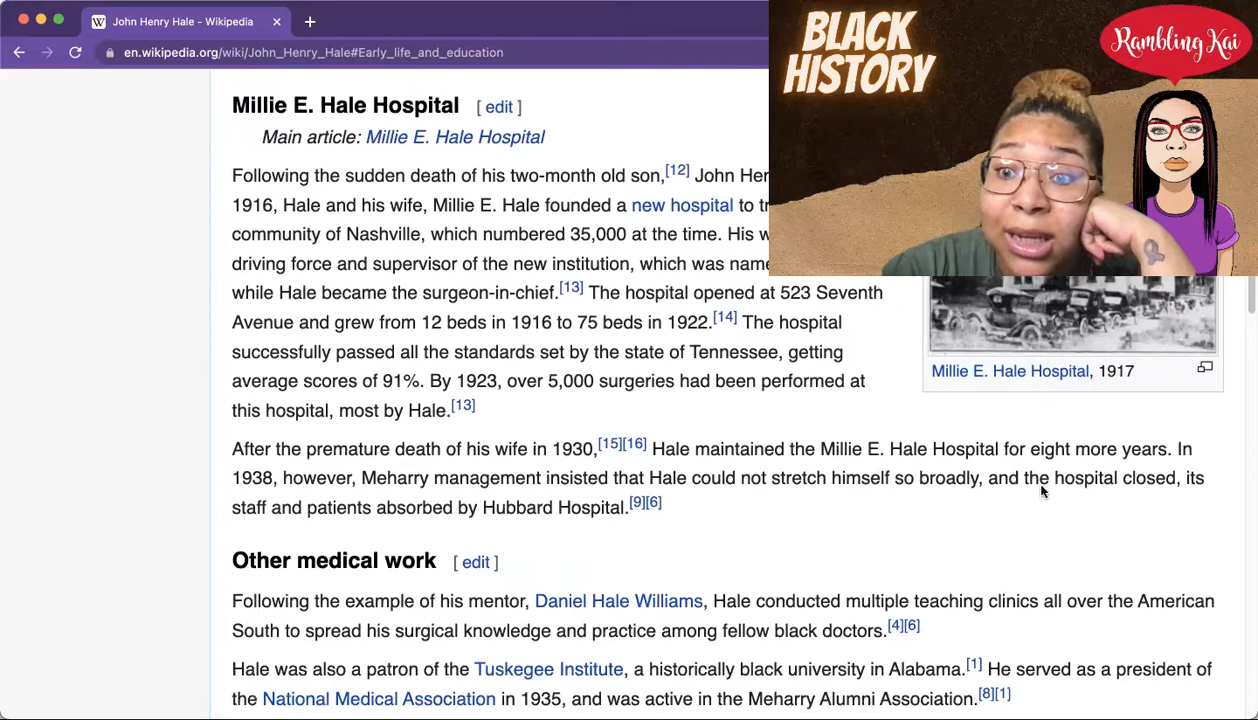 John Henry Hale - Wikipedia
en.wikipedia.org/wiki/John_Henry_Hale#Early_life_and_education
BLACK
HISTORY
Rambling Kai
Millie E. Hale Hospital [ edit ]
Main article: Millie E. Hale Hospital
Following the sudden death of his two-month old son,[12] John Her
1916, Hale and his wife, Millie E. Hale founded a new hospital to tr
community of Nashville, which numbered 35,000 at the time. His w
driving force and supervisor of the new institution, which was name
while Hale became the surgeon-in-chief.[13] The hospital opened at 523 Seventh
Avenue and grew from 12 beds in 1916 to 75 beds in 1922.[14] The hospital
successfully passed all the standards set by the state of Tennessee, getting
average scores of 91%. By 1923, over 5,000 surgeries had been performed at
this hospital, most by Hale.[13]
Millie E. Hale Hospital, 1917
After the premature death of his wife in 1930,[15][16] Hale maintained the Millie E. Hale Hospital for eight more years. In
1938, however, Meharry management insisted that Hale could not stretch himself so broadly, and the hospital closed, its
staff and patients absorbed by Hubbard Hospital.[9][6]
Other medical work [ edit ]
Following the example of his mentor, Daniel Hale Williams, Hale conducted multiple teaching clinics all over the American
South to spread his surgical knowledge and practice among fellow black doctors.[4][6]
Hale was also a patron of the Tuskegee Institute, a historically black university in Alabama.[1] He served as a president of
the National Medical Association in 1935, and was active in the Meharry Alumni Association.[8][1]